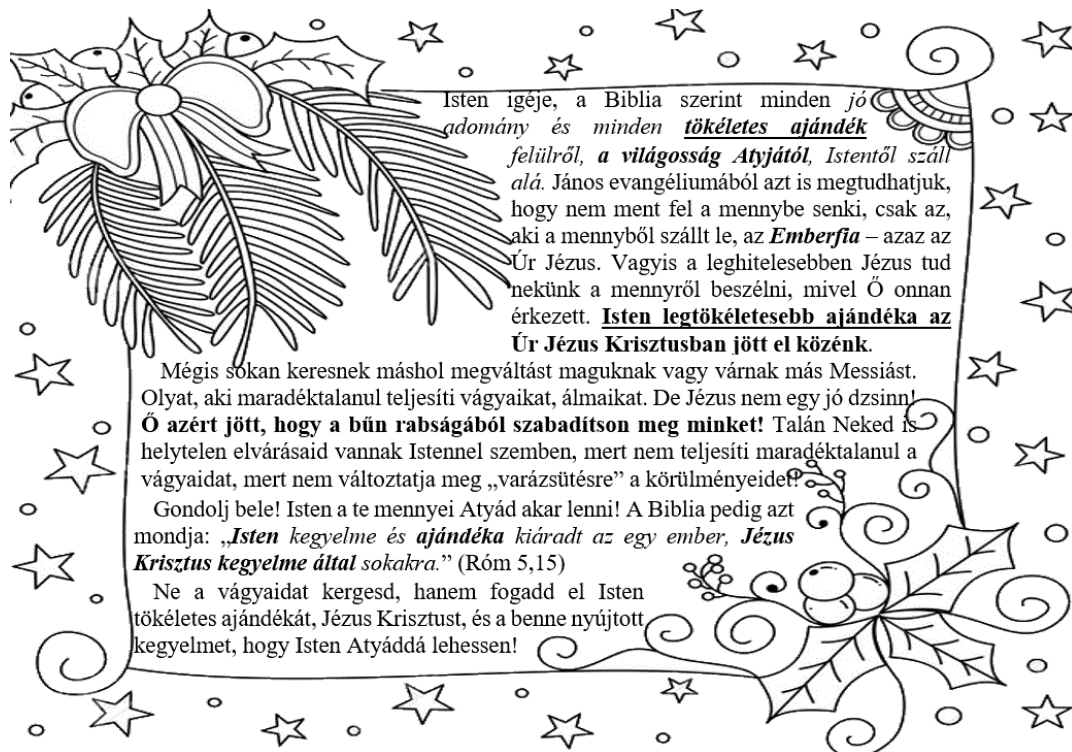 Isten igéje, a Biblia szerint minden jó
adomány és minden tökéletes ajándék
felülről, a világosság Atyjától, Istentől száll
alá. János evangéliumából azt is megtudhatjuk,
hogy nem ment fel a mennybe senki, csak az,
aki a mennyből szállt le, az Emberfia – azaz az
Úr Jézus. Vagyis a leghitelesebben Jézus tud
nekünk a mennyről beszélni, mivel Ő onnan
érkezett. Isten legtökéletesebb ajándéka az
Úr Jézus Krisztusban jött el közénk.
Mégis sokan keresnek máshol megváltást maguknak vagy várnak más Messiást.
Olyat, aki maradéktalanul teljesíti vágyaikat, álmaikat. De Jézus nem egy jó dzsinn!
Ő azért jött, hogy a bűn rabságából szabadítson meg minket! Talán Neked is
helytelen elvárásaid vannak Istennel szemben, mert nem teljesíti maradéktalanul a
vágyaidat, mert nem változtatja meg „varázsütésre” a körülményeidet!
Gondolj bele! Isten a te mennyei Atyád akar lenni! A Biblia pedig azt
mondja: „Isten kegyelme és ajándéka kiáradt az egy ember, Jézus
Krisztus kegyelme által sokakra.” (Róm 5,15)
Ne a vágyaidat kergesd, hanem fogadd el Isten
tökéletes ajándékát, Jézus Krisztust, és a benne nyújtott
kegyelmet, hogy Isten Atyáddá lehessen!